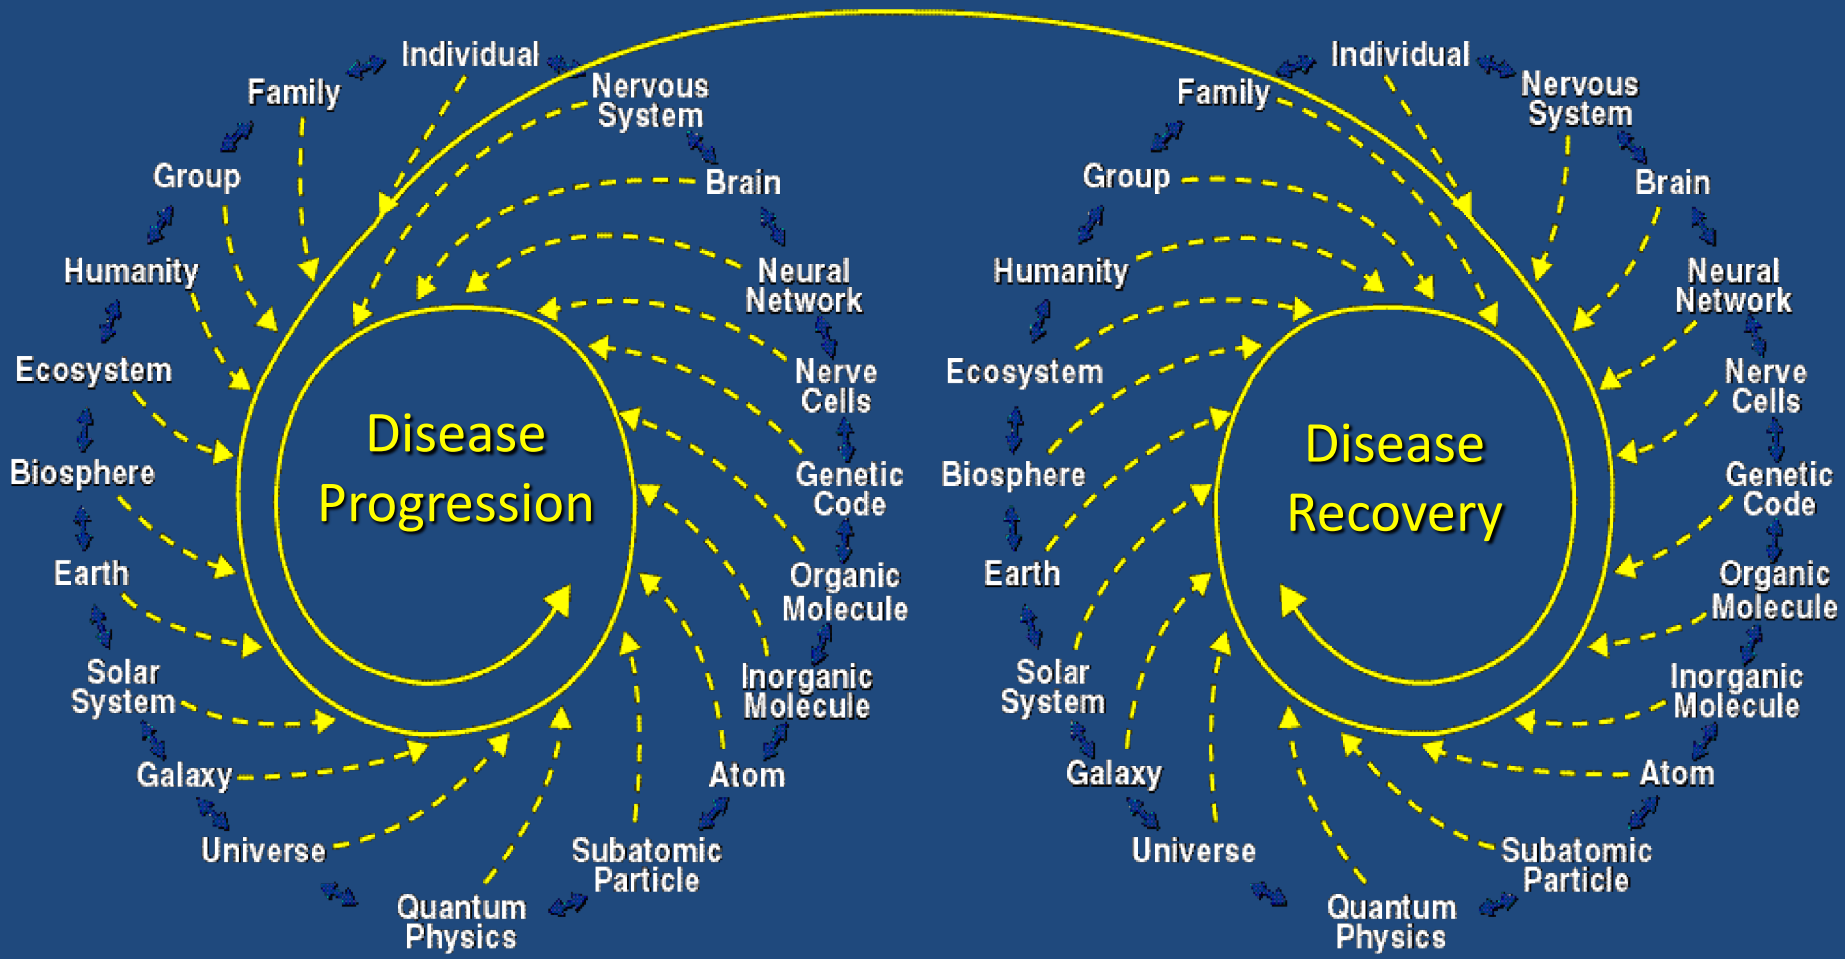 Individual
Nervous
System
Brain
Neural
Network
Nerve
Cells
Genetic
Code
Organic
Molecule
Inorganic
Molecule
Atom
Subatomic
Particle
Quantum
Physics
Universe
Galaxy
Solar
System
Earth
Biosphere
Ecosystem
Humanity
Group
Family
Disease
Progression
Individual
Nervous
System
Brain
Neural
Network
Nerve
Cells
Genetic
Code
Organic
Molecule
Inorganic
Molecule
Atom
Subatomic
Particle
Quantum
Physics
Universe
Galaxy
Solar
System
Earth
Biosphere
Ecosystem
Humanity
Group
Family
Disease
Recovery